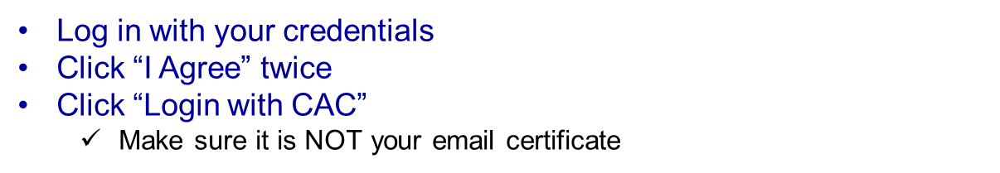 • Log in with your credentials
• Click “I Agree” twice
• Click “Login with CAC”
✓ Make sure it is NOT your email certificate